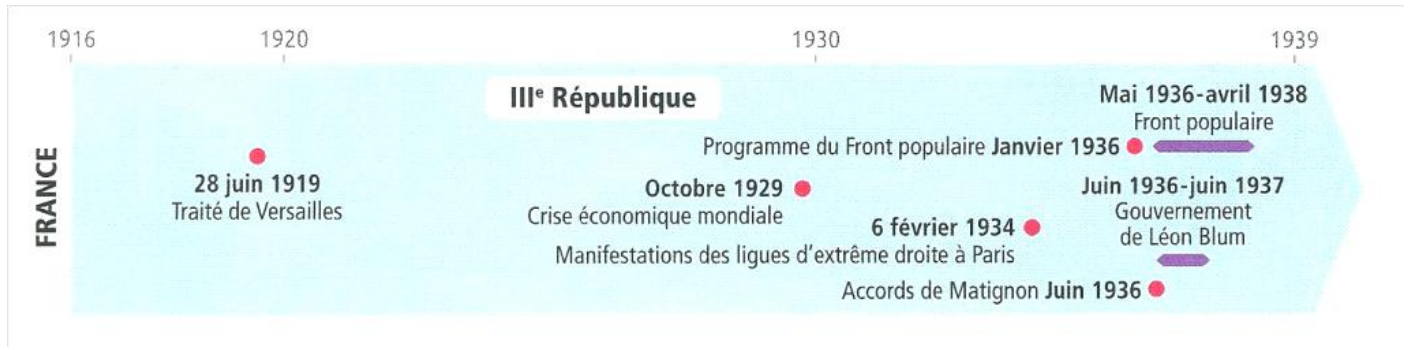 1916
1920
1930
1939
IIIe République
Mai 1936-avril 1938
Front populaire
Programme du Front populaire Janvier 1936
28 juin 1919
Traité de Versailles
Octobre 1929
Crise économique mondiale
Juin 1936-juin 1937
Gouvernement
de Léon Blum
6 février 1934
Manifestations des ligues d'extrême droite à Paris
Accords de Matignon Juin 1936
FRANCE